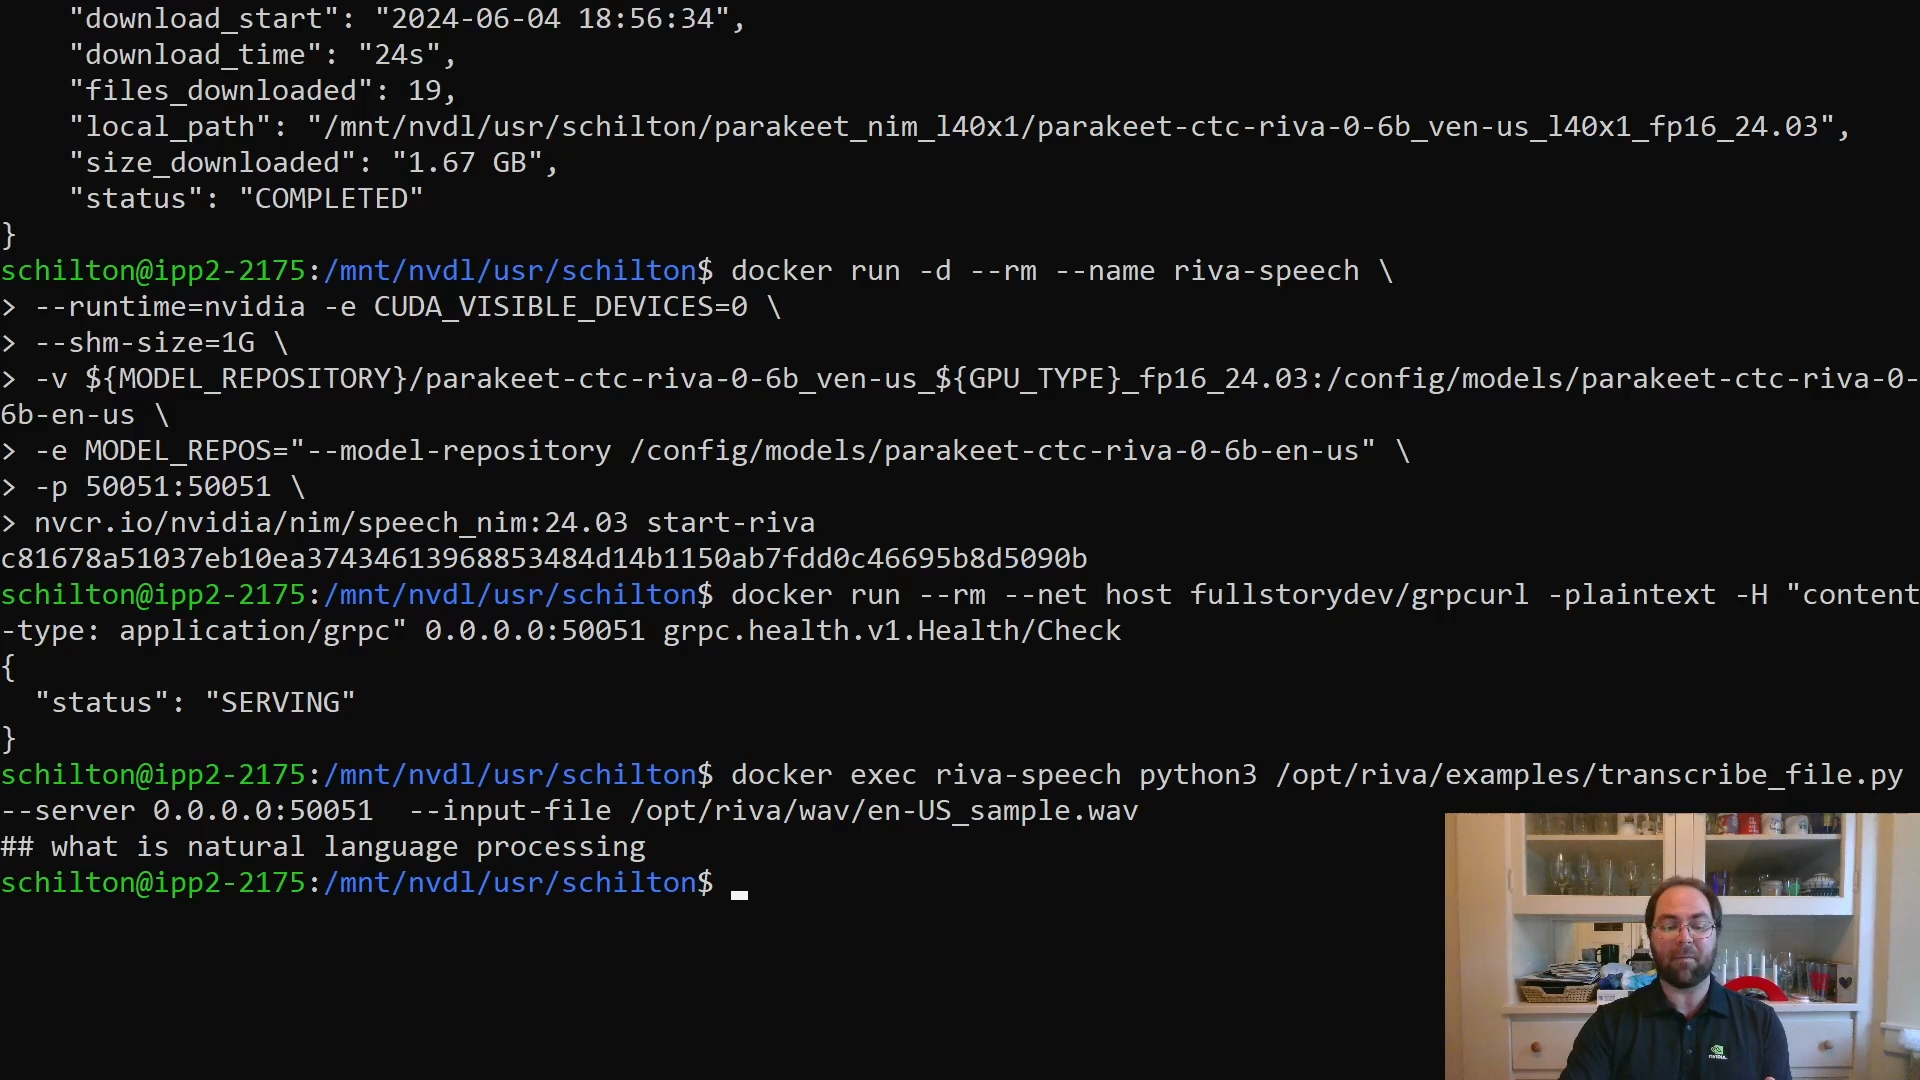 "download_start": "2024-06-04 18:56:34",
    "download_time": "24s",
    "files_downloaded": 19,
    "local_path": "/mnt/nvdl/usr/schilton/parakeet_nim_l40x1/parakeet-ctc-riva-0-6b_ven-us_l40x1_fp16_24.03",
    "size_downloaded": "1.67 GB",
    "status": "COMPLETED"
}
schilton@ipp2-2175:/mnt/nvdl/usr/schilton$ docker run -d --rm --name riva-speech \
> --runtime=nvidia -e CUDA_VISIBLE_DEVICES=0 \
> --shm-size=1G \
> -v ${MODEL_REPOSITORY}/parakeet-ctc-riva-0-6b_ven-us_${GPU_TYPE}_fp16_24.03:/config/models/parakeet-ctc-riva-0-
6b-en-us \
> -e MODEL_REPOS="--model-repository /config/models/parakeet-ctc-riva-0-6b-en-us" \
> -p 50051:50051 \
> nvcr.io/nvidia/nim/speech_nim:24.03 start-riva
c81678a51037eb10ea37434613968853484d14b1150ab7fdd0c46695b8d5090b
schilton@ipp2-2175:/mnt/nvdl/usr/schilton$ docker run --rm --net host fullstorydev/grpcurl -plaintext -H "content
-type: application/grpc" 0.0.0.0:50051 grpc.health.v1.Health/Check
{
  "status": "SERVING"
}
schilton@ipp2-2175:/mnt/nvdl/usr/schilton$ docker exec riva-speech python3 /opt/riva/examples/transcribe_file.py
--server 0.0.0.0:50051  --input-file /opt/riva/wav/en-US_sample.wav
## what is natural language processing
schilton@ipp2-2175:/mnt/nvdl/usr/schilton$
NVIDIA